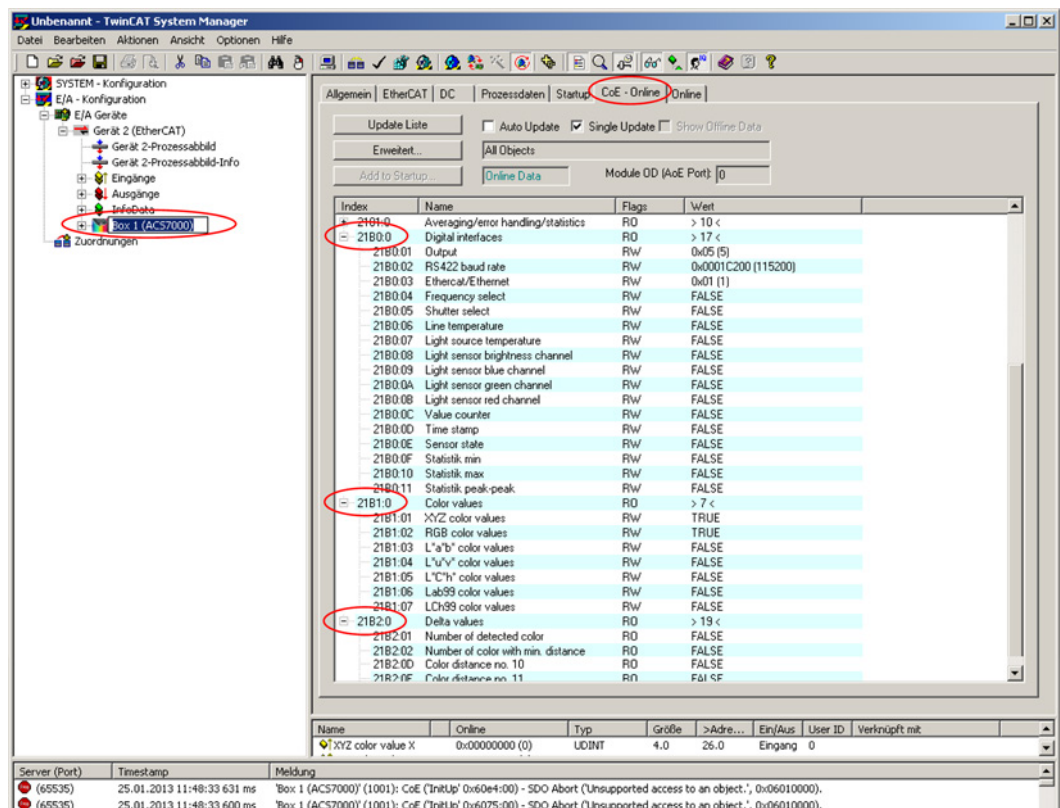 Unbenannt - TwinCAT System Manager
Datei Bearbeiten Aktionen Ansicht Optionen Hilfe
SYSTEM - Konfiguration
E/A - Konfiguration
E/A Geräte
Gerät 2 (EtherCAT)
Gerät 2-Prozessabbild
Gerät 2-Prozessabbild-Info
Eingänge
Ausgänge
InfoData
Box 1 (ACS7000)
Zuordnungen
Allgemein EtherCAT DC Prozessdaten Startup CoE - Online Online
Update Liste Auto Update Single Update Show Offline Data
Erweitert... All Objects
Add to Startup... Online Data Module OD (AoE Port): 0
Index Name Flags Wert
21B1:0 Averaging/error handling/statistics RO > 10 <
21B0:0 Digital interfaces RO > 17 <
21B0:01 Output RW 0x05 (5)
21B0:02 RS422 baud rate RW 0x0001C200 (115200)
21B0:03 Ethercat/Ethernet RW 0x01 (1)
21B0:04 Frequency select RW FALSE
21B0:05 Shutter select RW FALSE
21B0:06 Line temperature RW FALSE
21B0:07 Light source temperature RW FALSE
21B0:08 Light sensor brightness channel RW FALSE
21B0:09 Light sensor blue channel RW FALSE
21B0:0A Light sensor green channel RW FALSE
21B0:0B Light sensor red channel RW FALSE
21B0:0C Value counter RW FALSE
21B0:0D Time stamp RW FALSE
21B0:0E Sensor state RW FALSE
21B0:0F Statistik min RW FALSE
21B0:10 Statistik max RW FALSE
21B0:11 Statistik peak-peak RW FALSE
21B1:0 Color values RO > 7 <
21B1:01 XYZ color values RW TRUE
21B1:02 RGB color values RW TRUE
21B1:03 L*a*b* color values RW FALSE
21B1:04 L*u*v* color values RW FALSE
21B1:05 L*C*h* color values RW FALSE
21B1:06 Lab99 color values RW FALSE
21B1:07 LCh99 color values RW FALSE
21B2:0 Delta values RO > 19 <
21B2:01 Number of detected color RO FALSE
21B2:02 Number of color with min. distance RO FALSE
21B2:0D Color distance no. 10 RO FALSE
21B2:0E Color distance no. 11 RO FALSE
Name Online Typ Größe >Adre... Ein/Aus User ID Verknüpft mit
XYZ color value X 0x00000000 (0) UDINT 4.0 26.0 Eingang 0
Server (Port) Timestamp Meldung
(65535) 25.01.2013 11:48:33 631 ms 'Box 1 (ACS7000)' (1001): CoE ('InitUp' 0x60e4:00) - SDO Abort ('Unsupported access to an object.', 0x06010000).
(65535) 25.01.2013 11:48:33 600 ms 'Box 1 (ACS7000)' (1001): CoE ('InitUp' 0x6075:00) - SDO Abort ('Unsupported access to an object.', 0x06010000).